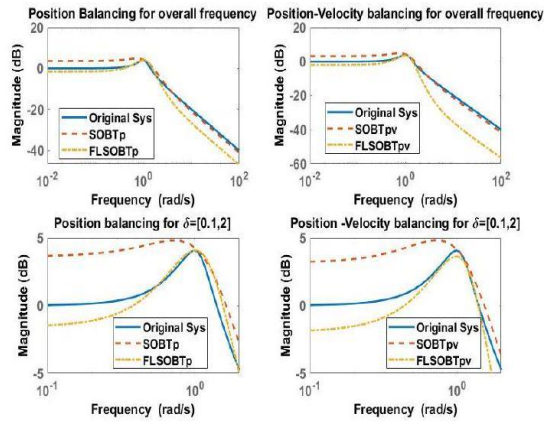 Position Balancing for overall frequency
Magnitude (dB)
0
-20
-40
Original Sys
SOBTp
FLSOBTp
10^-2
10^0
10^2
Frequency (rad/s)
Position-Velocity balancing for overall frequency
Magnitude (dB)
0
-20
-40
-60
Original Sys
SOBTpv
FLSOBTpv
10^-2
10^0
10^2
Frequency (rad/s)
Position balancing for δ=[0.1,2]
Magnitude (dB)
5
0
-5
Original Sys
SOBTp
FLSOBTp
10^-1
10^0
Frequency (rad/s)
Position -Velocity balancing for δ=[0.1,2]
Magnitude (dB)
5
0
-5
Original Sys
SOBTpv
FLSOBTpv
10^-1
10^0
Frequency (rad/s)